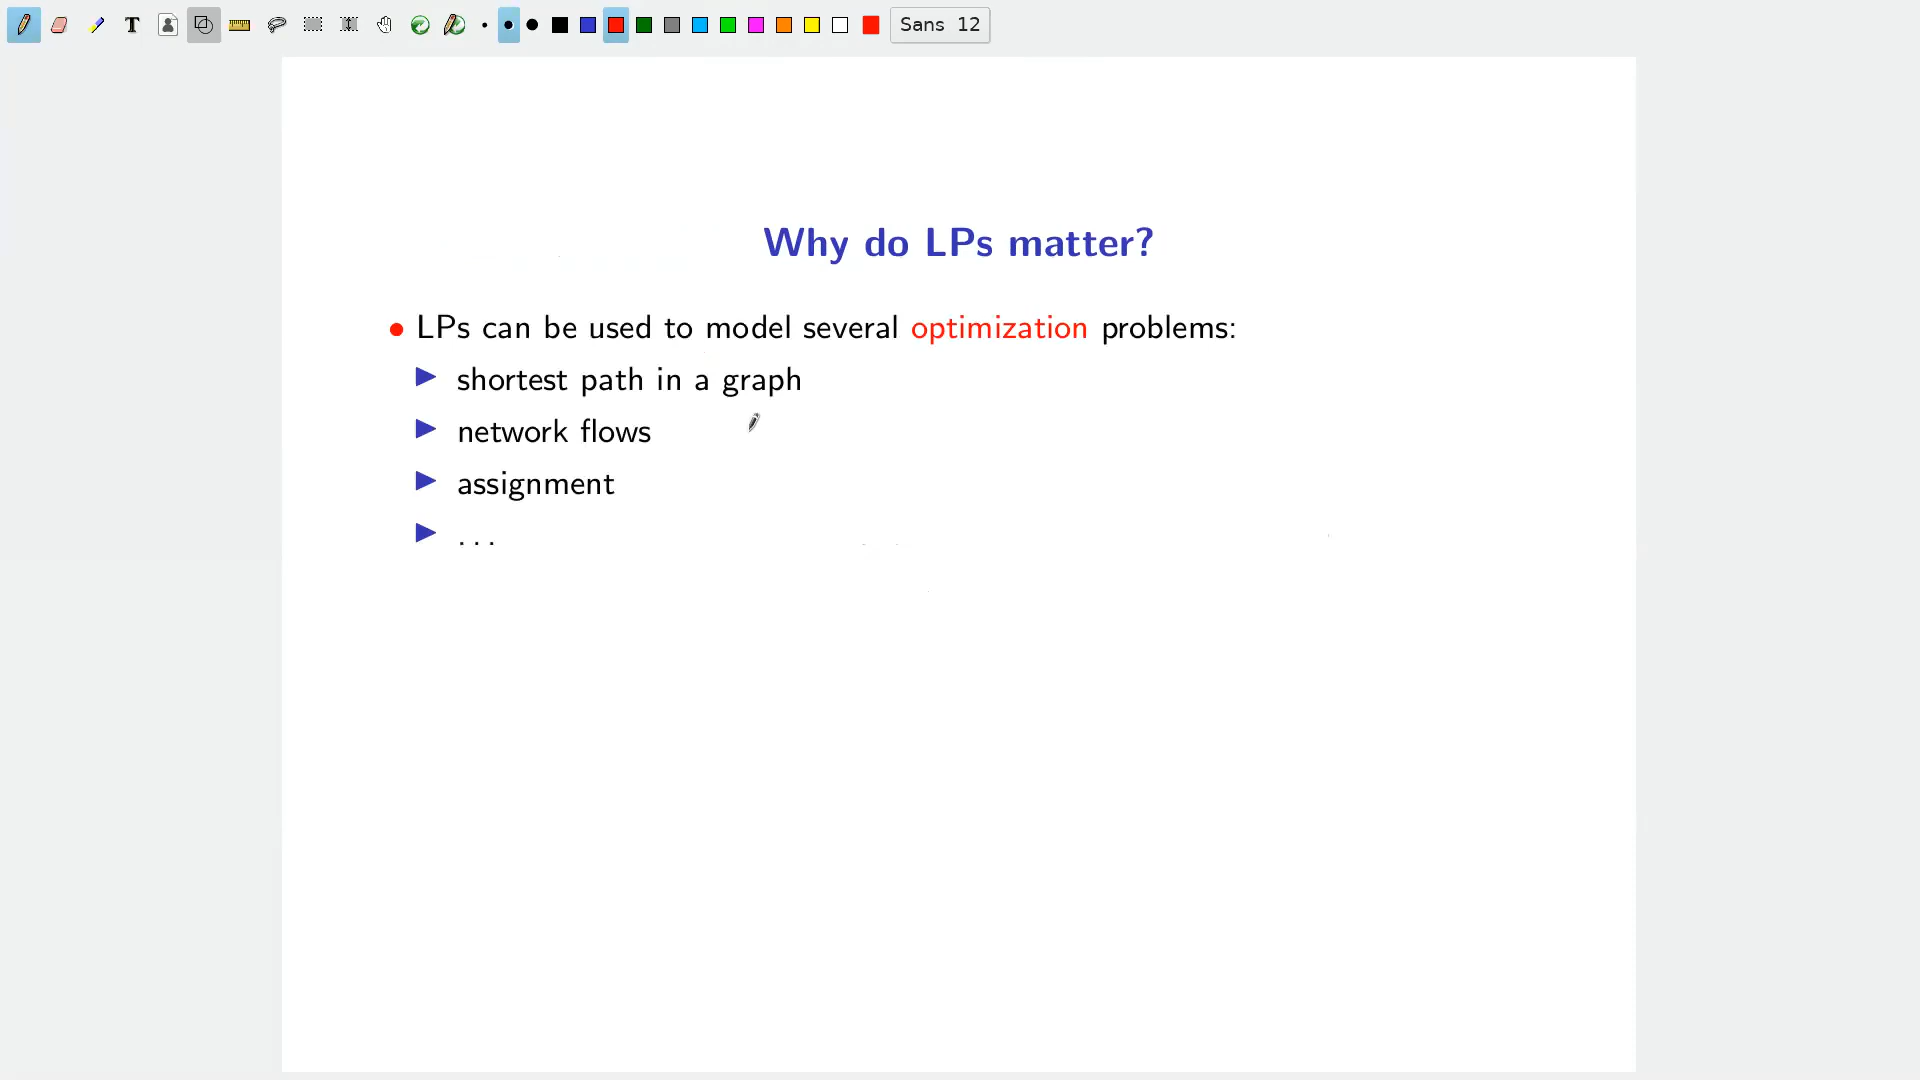 T Sans 12
Why do LPs matter?
• LPs can be used to model several optimization problems:
▶ shortest path in a graph
▶ network flows
▶ assignment
▶ ...